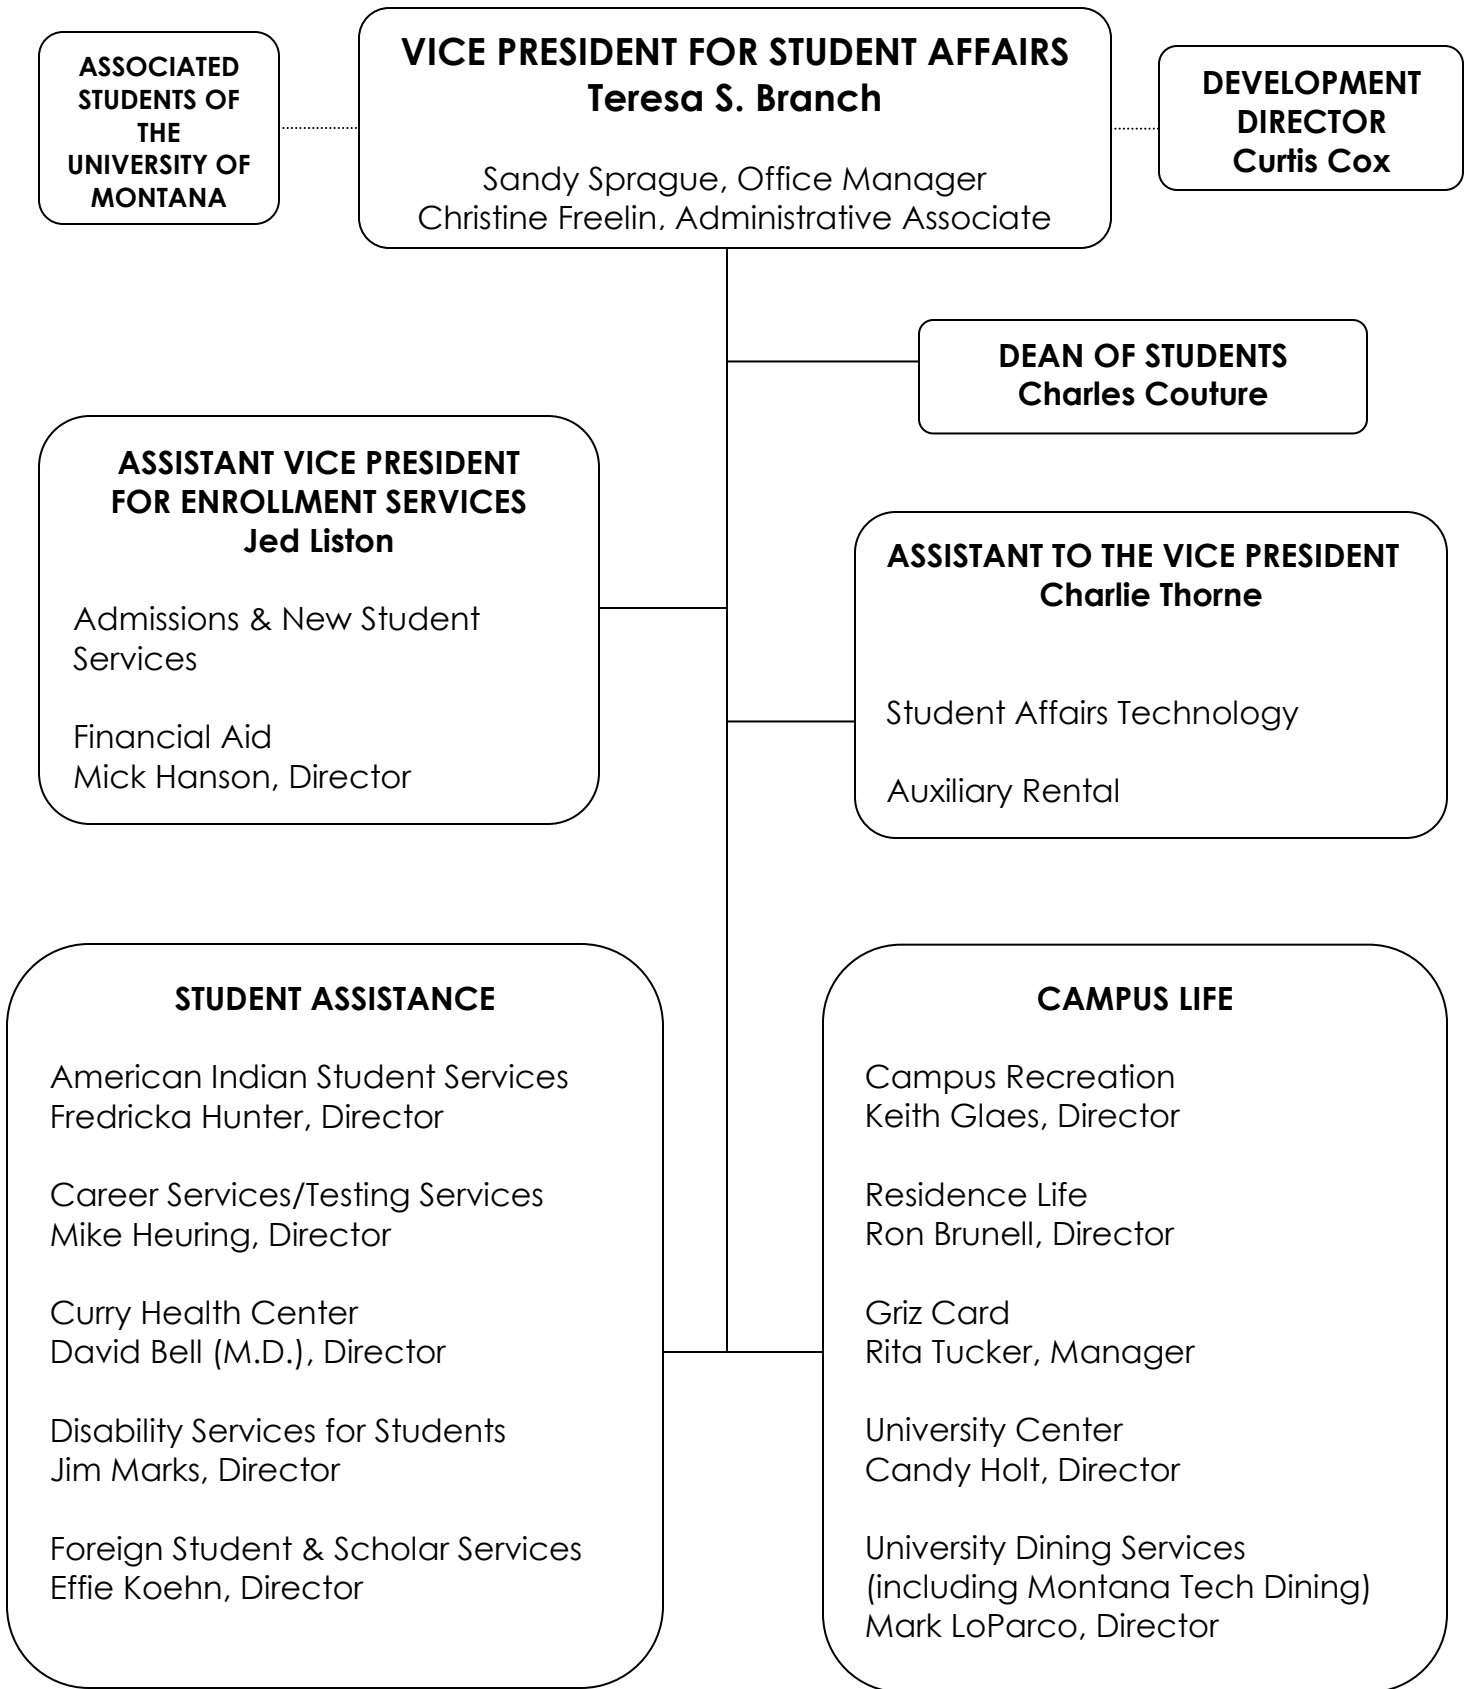 ASSOCIATED
STUDENTS OF
THE
UNIVERSITY OF
MONTANA
VICE PRESIDENT FOR STUDENT AFFAIRS
Teresa S. Branch
Sandy Sprague, Office Manager
Christine Freelin, Administrative Associate
DEVELOPMENT
DIRECTOR
Curtis Cox
DEAN OF STUDENTS
Charles Couture
ASSISTANT VICE PRESIDENT
FOR ENROLLMENT SERVICES
Jed Liston
Admissions & New Student
Services
Financial Aid
Mick Hanson, Director
ASSISTANT TO THE VICE PRESIDENT
Charlie Thorne
Student Affairs Technology
Auxiliary Rental
STUDENT ASSISTANCE
American Indian Student Services
Fredricka Hunter, Director
Career Services/Testing Services
Mike Heuring, Director
Curry Health Center
David Bell (M.D.), Director
Disability Services for Students
Jim Marks, Director
Foreign Student & Scholar Services
Effie Koehn, Director
CAMPUS LIFE
Campus Recreation
Keith Glaes, Director
Residence Life
Ron Brunell, Director
Griz Card
Rita Tucker, Manager
University Center
Candy Holt, Director
University Dining Services
(including Montana Tech Dining)
Mark LoParco, Director